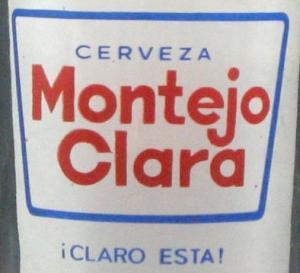 CERVEZA
Montejo
Clara
¡CLARO ESTA!